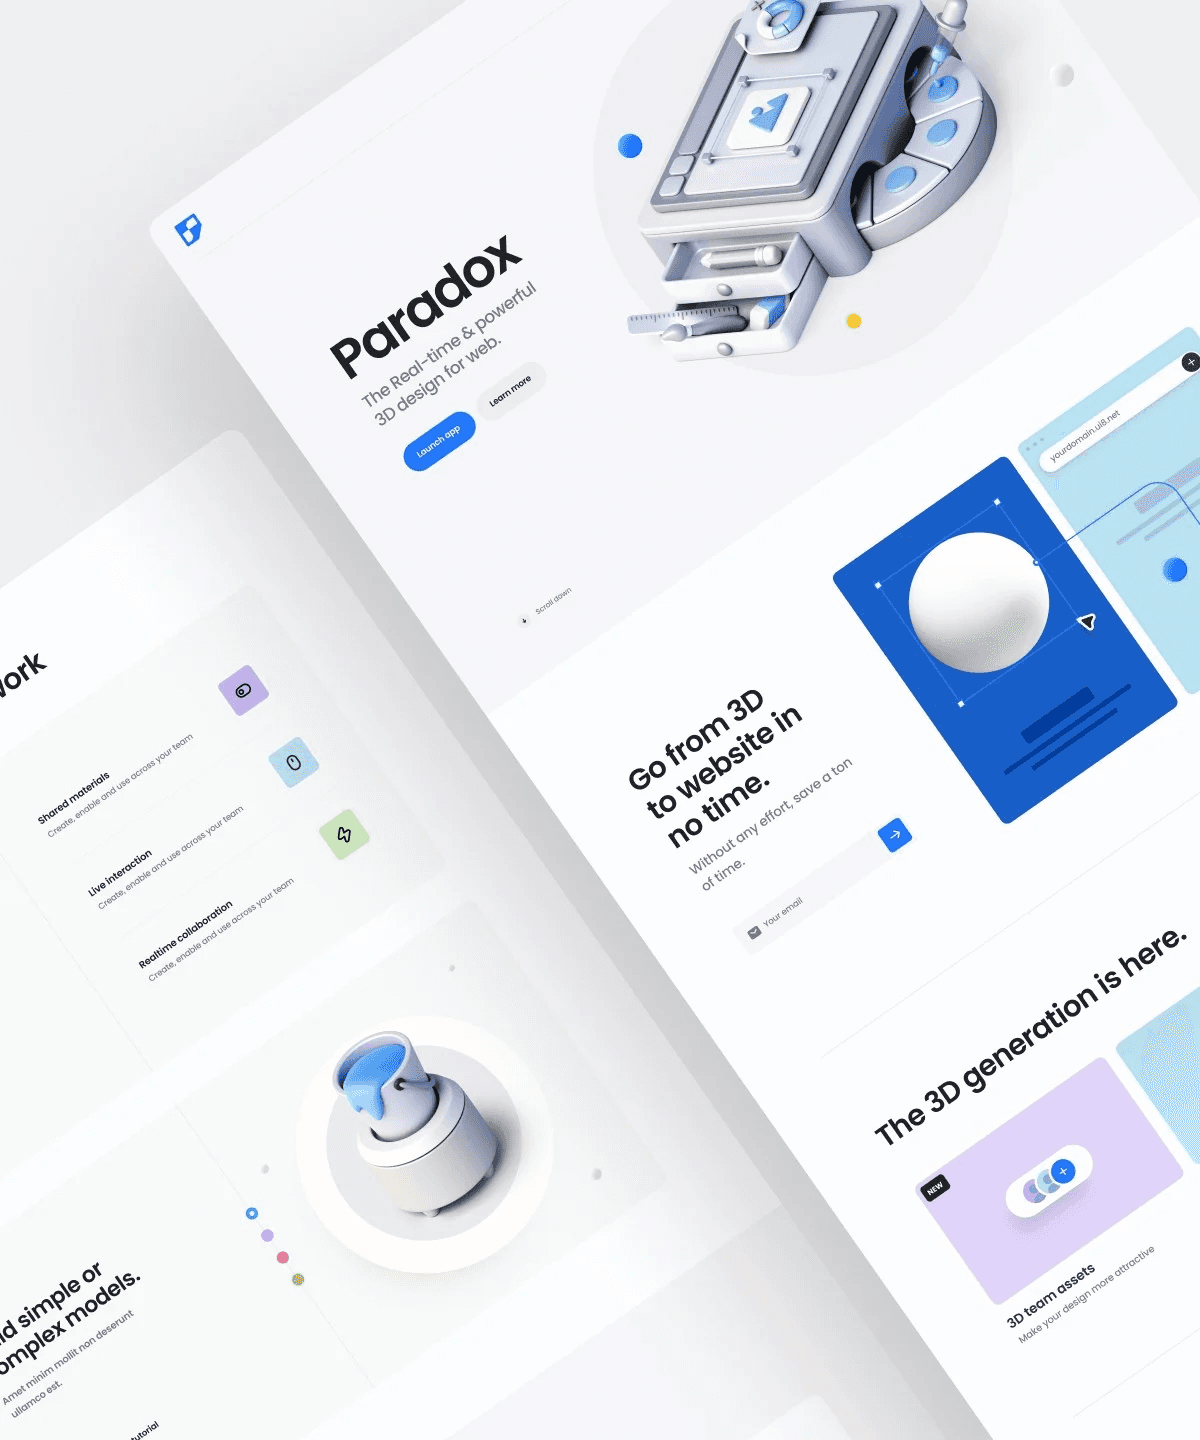 Paradox
The Real-time & powerful
3D design for web.
Launch app
Learn more
Scroll down
yourdomain.ui8.net
Go from 3D
to website in
no time.
Without any effort, save a ton
of time.
Your email
The 3D generation is here.
NEW
3D team assets
Make your design more attractive
Shared materials
Create, enable and use across your team
Live interaction
Create, enable and use across your team
Realtime collaboration
Create, enable and use across your team
simple or
models.
Amet minim mollit non deserunt
ullamco est.